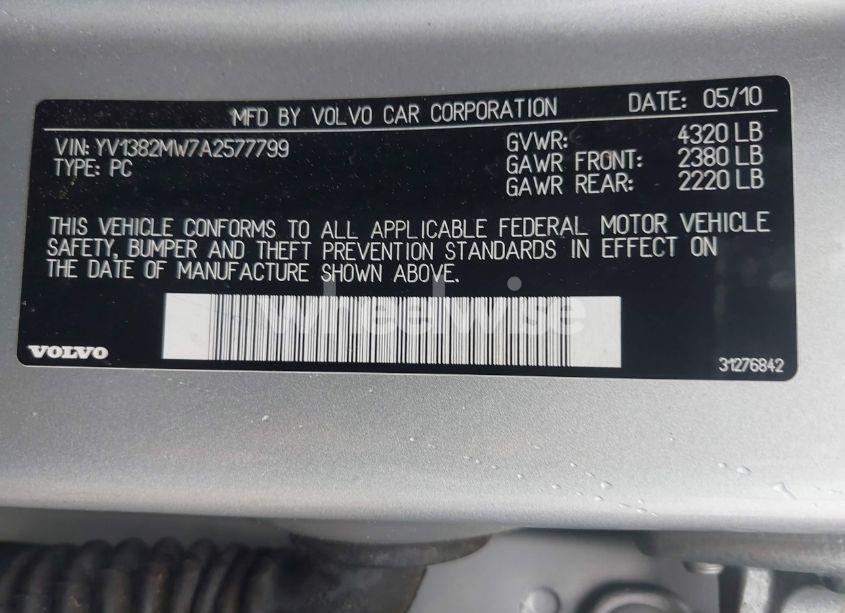 MFD BY VOLVO CAR CORPORATION DATE: 05/10
VIN: YV1382MW7A2577799
TYPE: PC
GVWR: 4320 LB
GAWR FRONT: 2380 LB
GAWR REAR: 2220 LB
THIS VEHICLE CONFORMS TO ALL APPLICABLE FEDERAL MOTOR VEHICLE
SAFETY, BUMPER AND THEFT PREVENTION STANDARDS IN EFFECT ON
THE DATE OF MANUFACTURE SHOWN ABOVE.
wheelwise
VOLVO
31276842